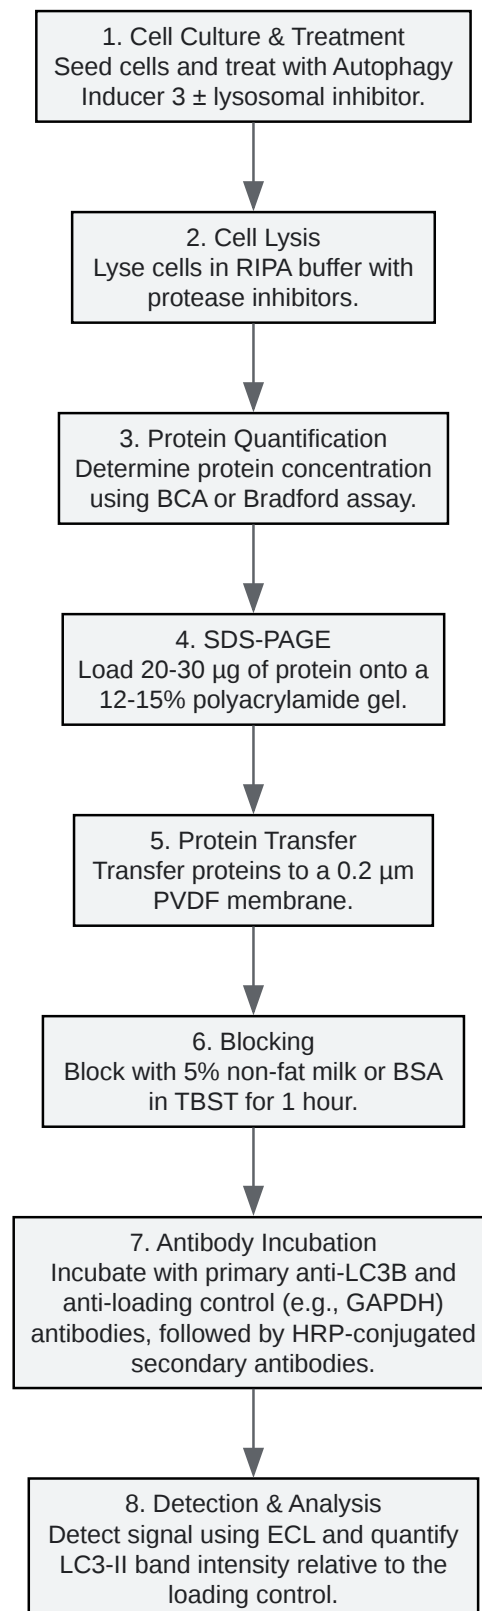 1. Cell Culture & Treatment
Seed cells and treat with Autophagy
Inducer 3 ± lysosomal inhibitor.
2. Cell Lysis
Lyse cells in RIPA buffer with
protease inhibitors.
3. Protein Quantification
Determine protein concentration
using BCA or Bradford assay.
4. SDS-PAGE
Load 20-30 µg of protein onto a
12-15% polyacrylamide gel.
5. Protein Transfer
Transfer proteins to a 0.2 µm
PVDF membrane.
6. Blocking
Block with 5% non-fat milk or BSA
in TBST for 1 hour.
7. Antibody Incubation
Incubate with primary anti-LC3B and
anti-loading control (e.g., GAPDH)
antibodies, followed by HRP-conjugated
secondary antibodies.
8. Detection & Analysis
Detect signal using ECL and quantify
LC3-II band intensity relative to the
loading control.